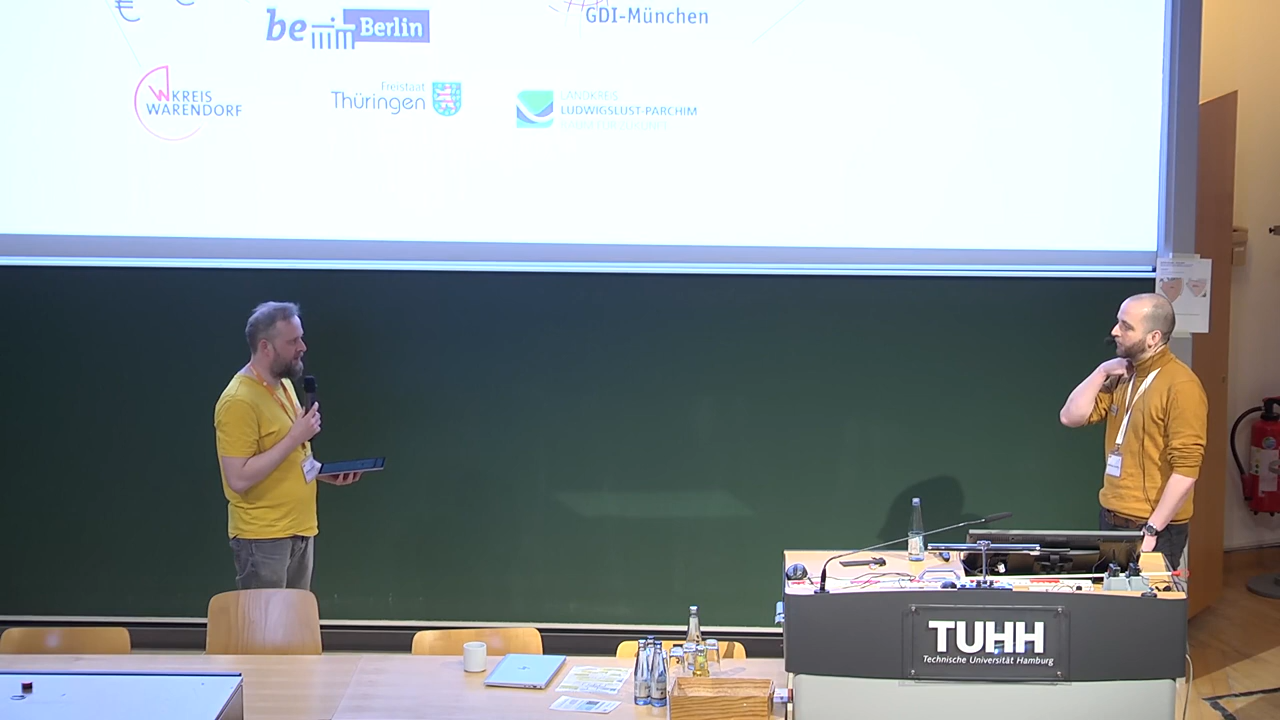 €
be Berlin
GDI-München
KREIS
WARENDORF
Freistaat
Thüringen
LANDKREIS
LUDWIGSLUST-PARCHIM
TUHH
Technische Universität Hamburg